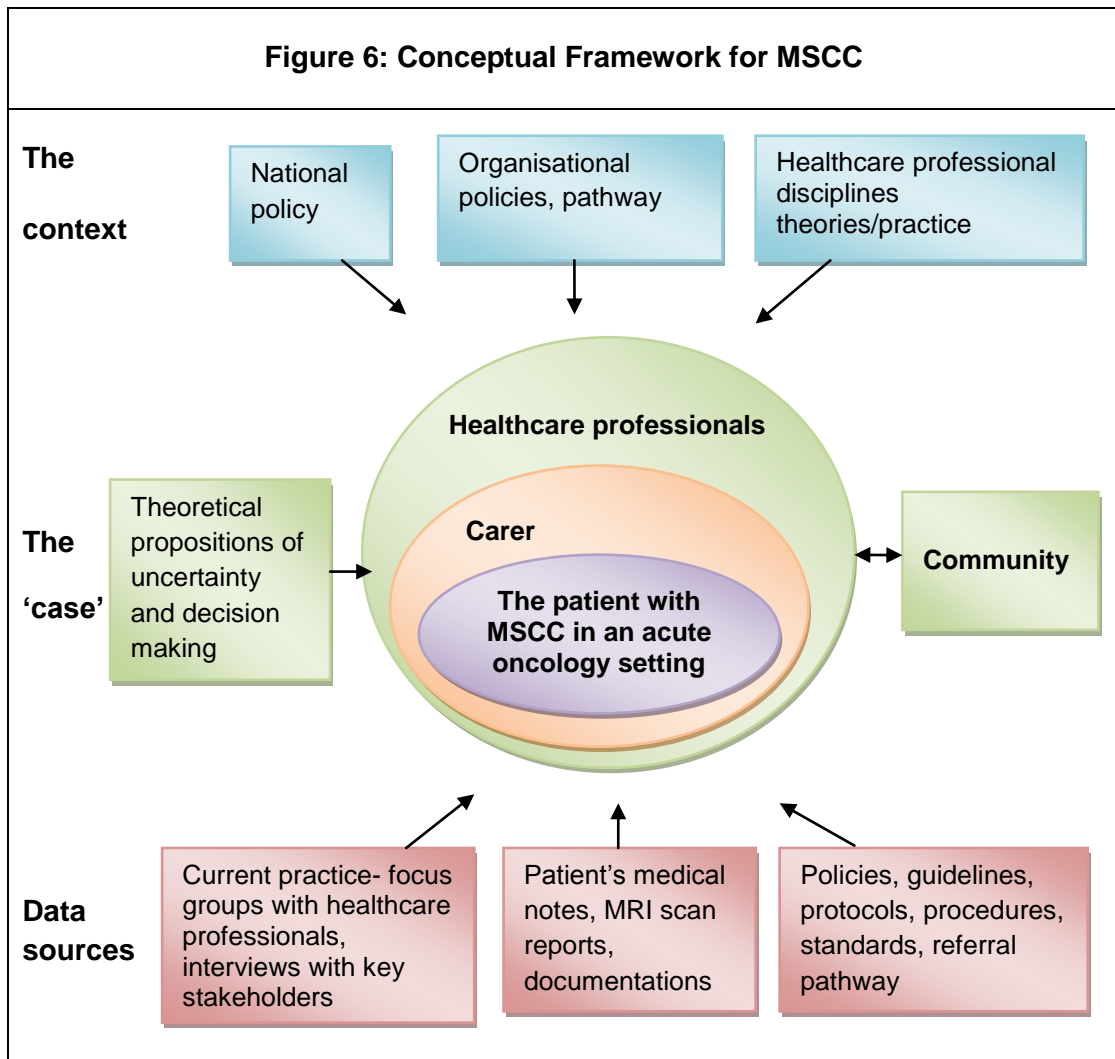 Figure 6: Conceptual Framework for MSCC
The
context
National
policy
Organisational
policies, pathway
Healthcare professional
disciplines
theories/practice
The
‘case’
Theoretical
propositions of
uncertainty
and decision
making
Healthcare professionals
Carer
The patient with
MSCC in an acute
oncology setting
Community
Data
sources
Current practice- focus
groups with healthcare
professionals,
interviews with key
stakeholders
Patient’s medical
notes, MRI scan
reports,
documentations
Policies, guidelines,
protocols, procedures,
standards, referral
pathway